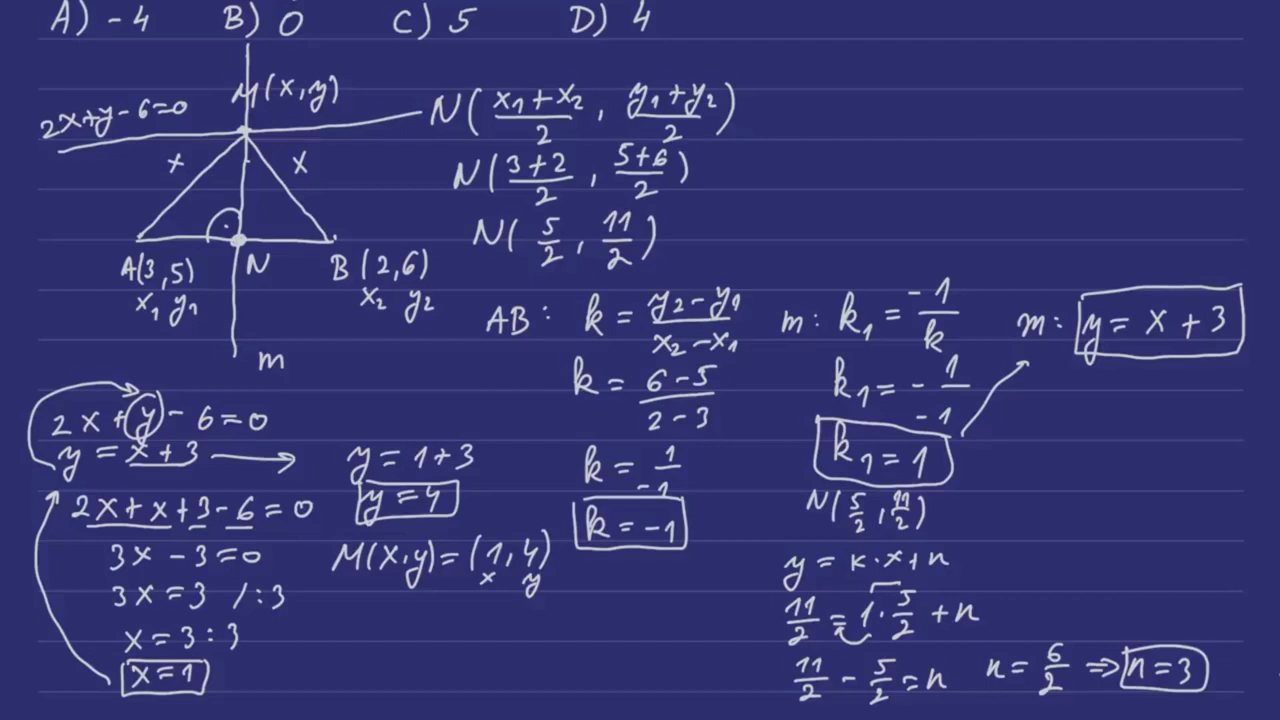 A) -4 B) 0 C) 5 D) 4
M(x,y)
2x+y-6=0
x x
A(3,5) N B(2,6)
x₁ y₁ x₂ y₂
m
N( (x₁+x₂)/2 , (y₁+y₂)/2 )
N( (3+2)/2 , (5+6)/2 )
N( 5/2 , 11/2 )
AB: k = (y₂-y₁)/(x₂-x₁)
k = (6-5)/(2-3)
k = 1/-1
k = -1
m: k₁ = -1/k
k₁ = - 1/-1
k₁ = 1
m: y = x + 3
N( 5/2 , 11/2 )
y = k·x+n
11/2 = 1·5/2 + n
11/2 - 5/2 = n
n = 6/2 ⇒ n=3
2x+y-6=0
y = x+3
2x+x+3-6=0
3x-3=0
3x=3 /:3
x=3:3
x=1
y=1+3
y=4
M(x,y)=(1,4)
x y